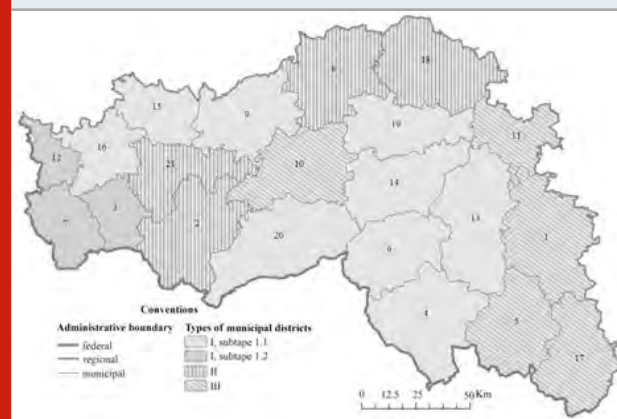 18
8
15
9
19
11
12
16
21
10
14
7
3
2
13
1
20
6
4
5
17
Conventions
Administrative boundary
federal
regional
municipal
Types of municipal districts
I, subtape 1.1
I, subtape 1.2
II
III
0 12.5 25 50 Km